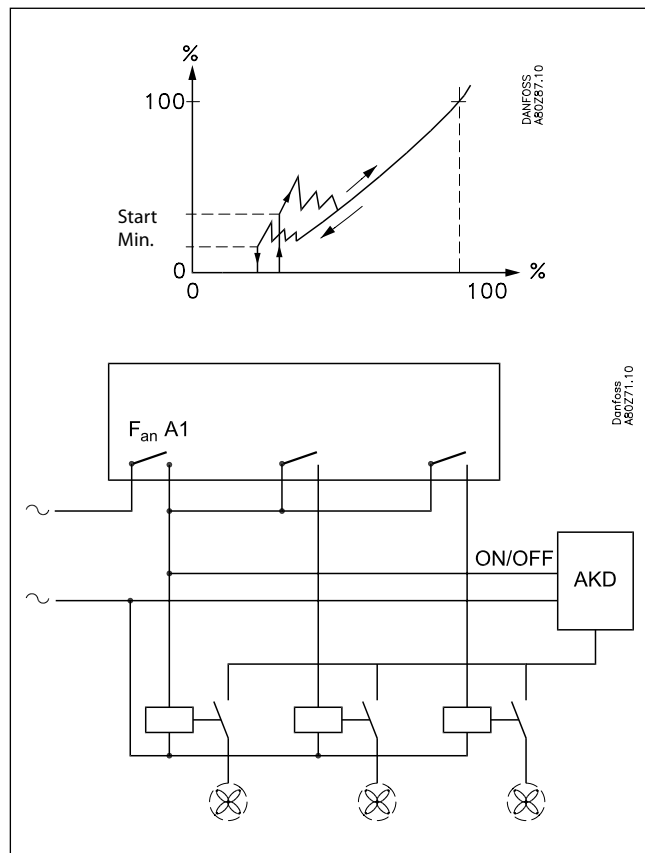 %
100
DANFOSS
A80Z87.10
Start
Min.
0
0
100
%
Danfoss
A80Z71.10
Fan A1
ON/OFF
AKD